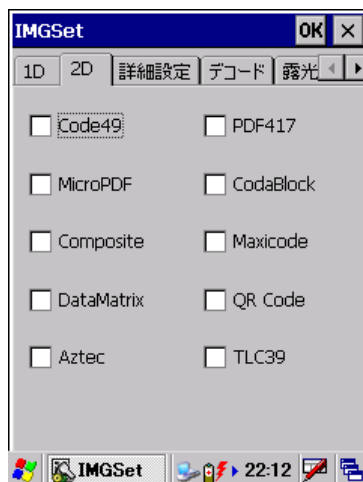 IMGSet OK ×
1D 2D 詳細設定 デコード 露光
Code49 PDF417
MicroPDF CodaBlock
Composite Maxicode
DataMatrix QR Code
Aztec TLC39
IMGSet 22:12